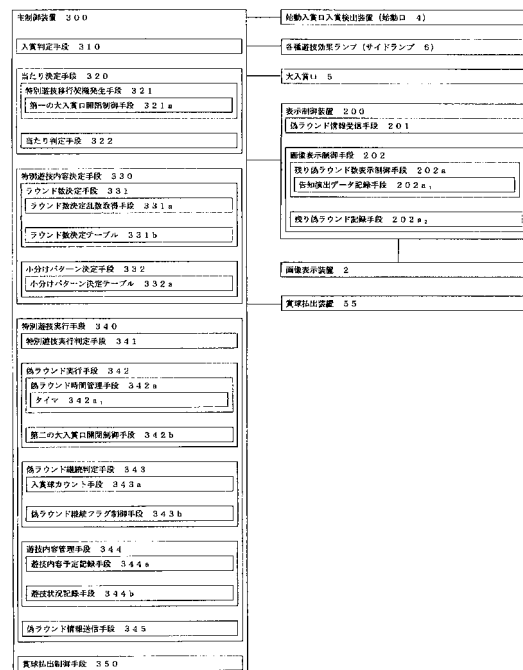 主制御装置 300
入賞判定手段 310
当たり決定手段 320
特別遊技移行契機発生手段 321
第一の大入賞口開閉制御手段 321a
当たり判定手段 322
特別遊技内容決定手段 330
ラウンド数決定手段 331
ラウンド数決定乱数取得手段 331a
ラウンド数決定テーブル 331b
小分けパターン決定手段 332
小分けパターン決定テーブル 332a
特別遊技実行手段 340
特別遊技実行判定手段 341
偽ラウンド実行手段 342
偽ラウンド時間管理手段 342a
タイマ 342a₁
第二の大入賞口開閉制御手段 342b
偽ラウンド継続判定手段 343
入賞球カウント手段 343a
偽ラウンド継続フラグ制御手段 343b
遊技内容管理手段 344
遊技内容予定記録手段 344a
遊技状況記録手段 344b
偽ラウンド情報送信手段 345
賞球払出制御手段 350
始動入賞口入賞検出装置(始動口 4)
各種遊技効果ランプ(サイドランプ 6)
大入賞口 5
表示制御装置 200
偽ラウンド情報受信手段 201
画像表示制御手段 202
残り偽ラウンド数表示制御手段 202a
告知演出データ記録手段 202a₁
残り偽ラウンド記録手段 202a₂
画像表示装置 2
賞球払出装置 55